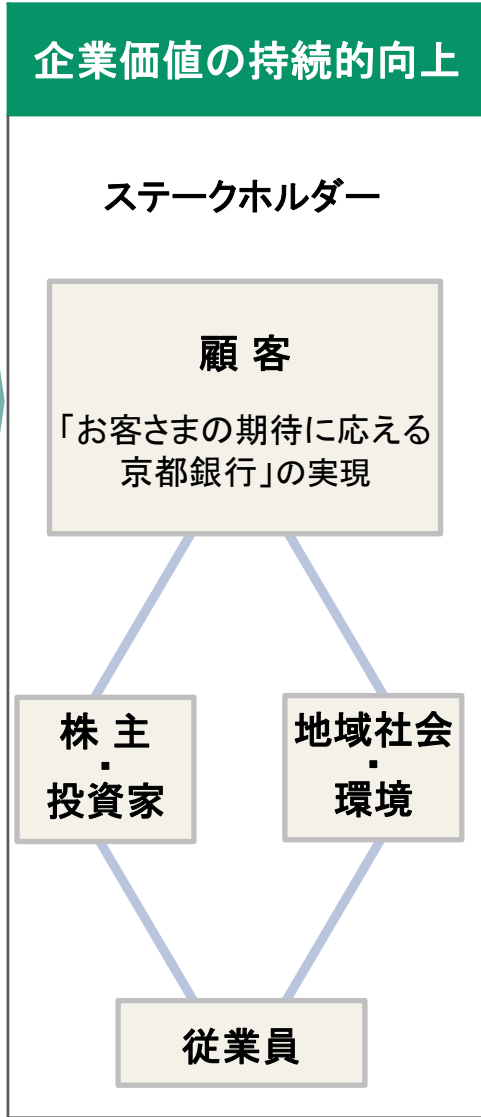 企業価値の持続的向上
ステークホルダー
顧 客
「お客さまの期待に応える
京都銀行」の実現
株 主
・
投資家
地域社会
・
環境
従業員